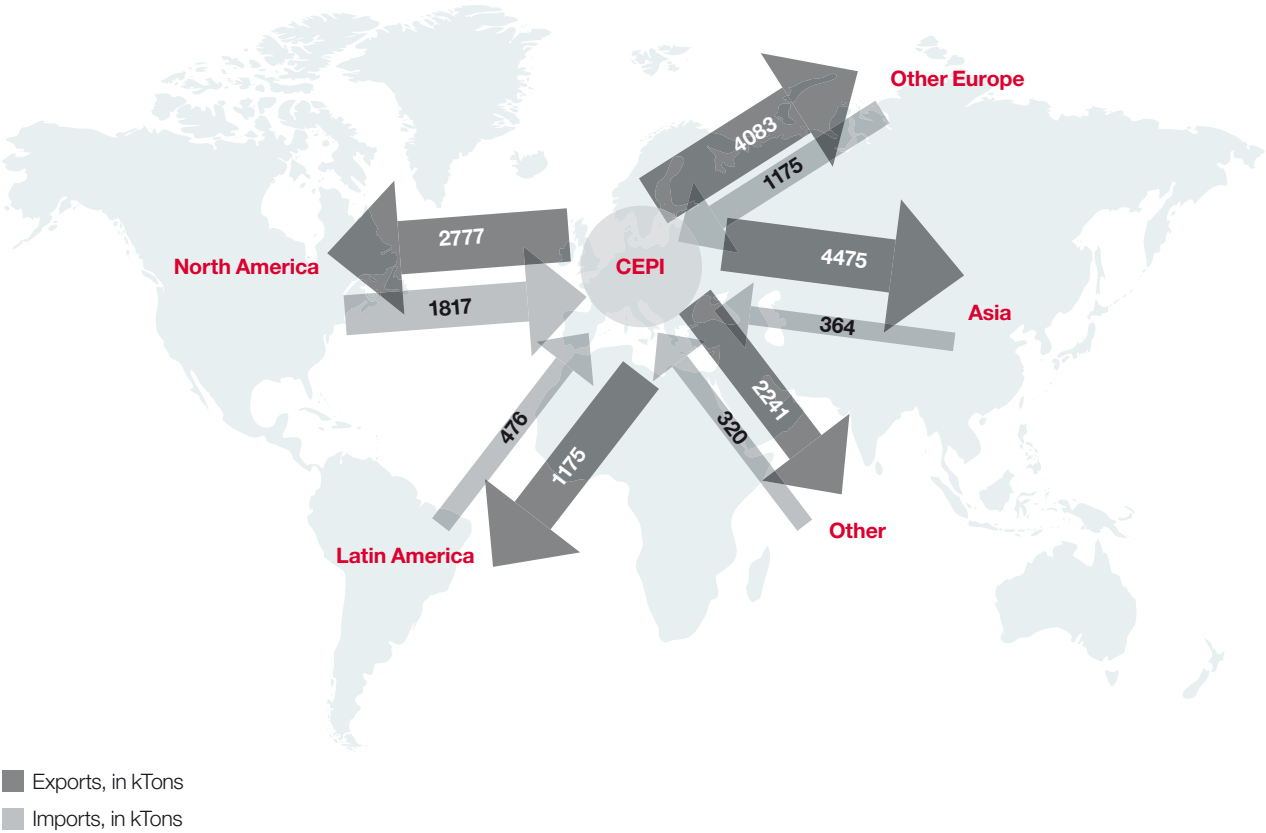 Other Europe
4083
1175
2777
North America
CEPI
4475
1817
Asia
364
476
1175
320
2241
Other
Latin America
Exports, in kTons
Imports, in kTons